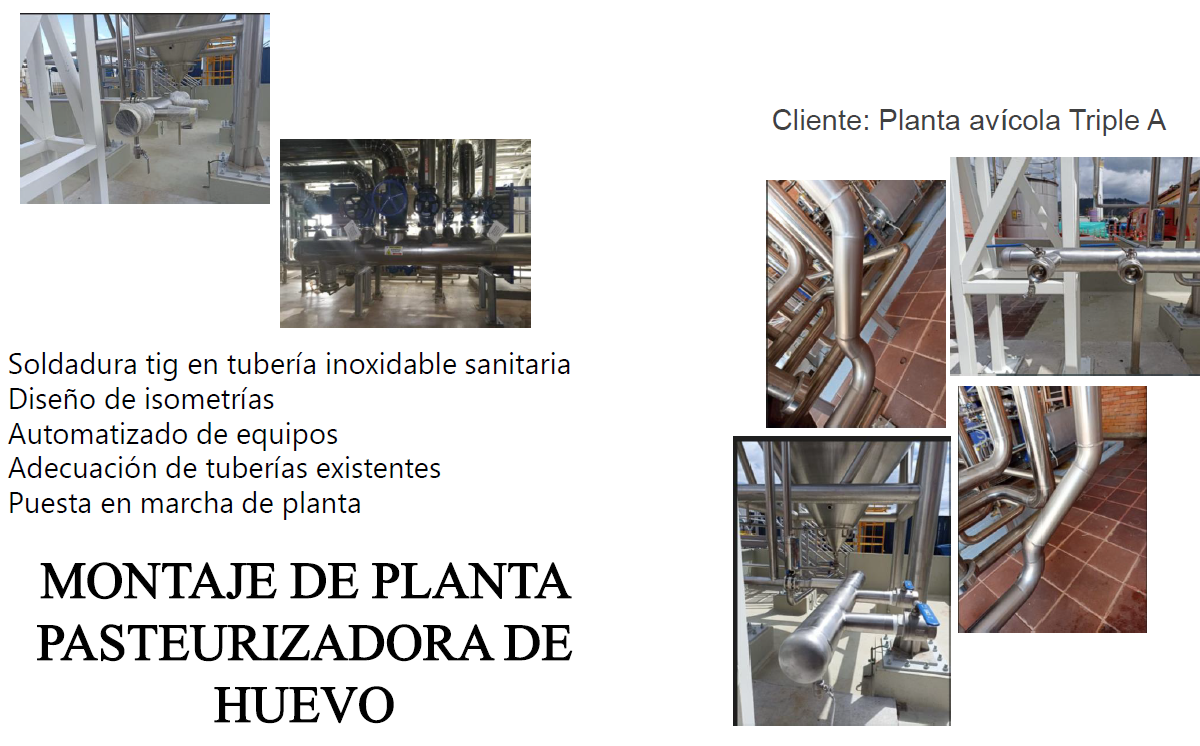 Cliente: Planta avícola Triple A
Soldadura tig en tubería inoxidable sanitaria
Diseño de isometrías
Automatizado de equipos
Adecuación de tuberías existentes
Puesta en marcha de planta
MONTAJE DE PLANTA
PASTEURIZADORA DE
HUEVO